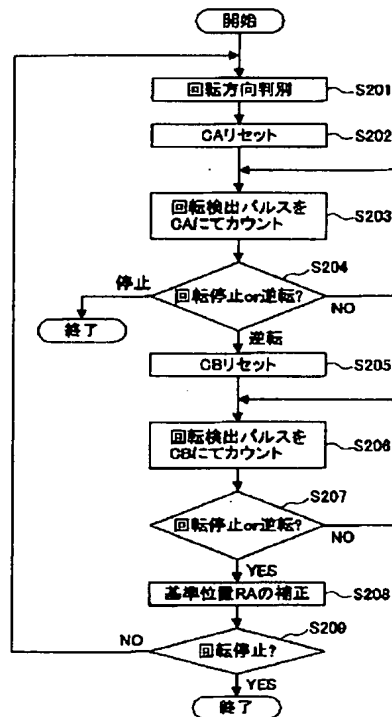 開始
回転方向判別
S201
CAリセット
S202
回転検出パルスを
CAにてカウント
S203
S204
停止
回転停止or逆転?
NO
終了
逆転
CBリセット
S205
回転検出パルスを
CBにてカウント
S206
S207
回転停止or逆転?
NO
YES
基準位置RAの補正
S208
S209
NO
回転停止?
YES
終了